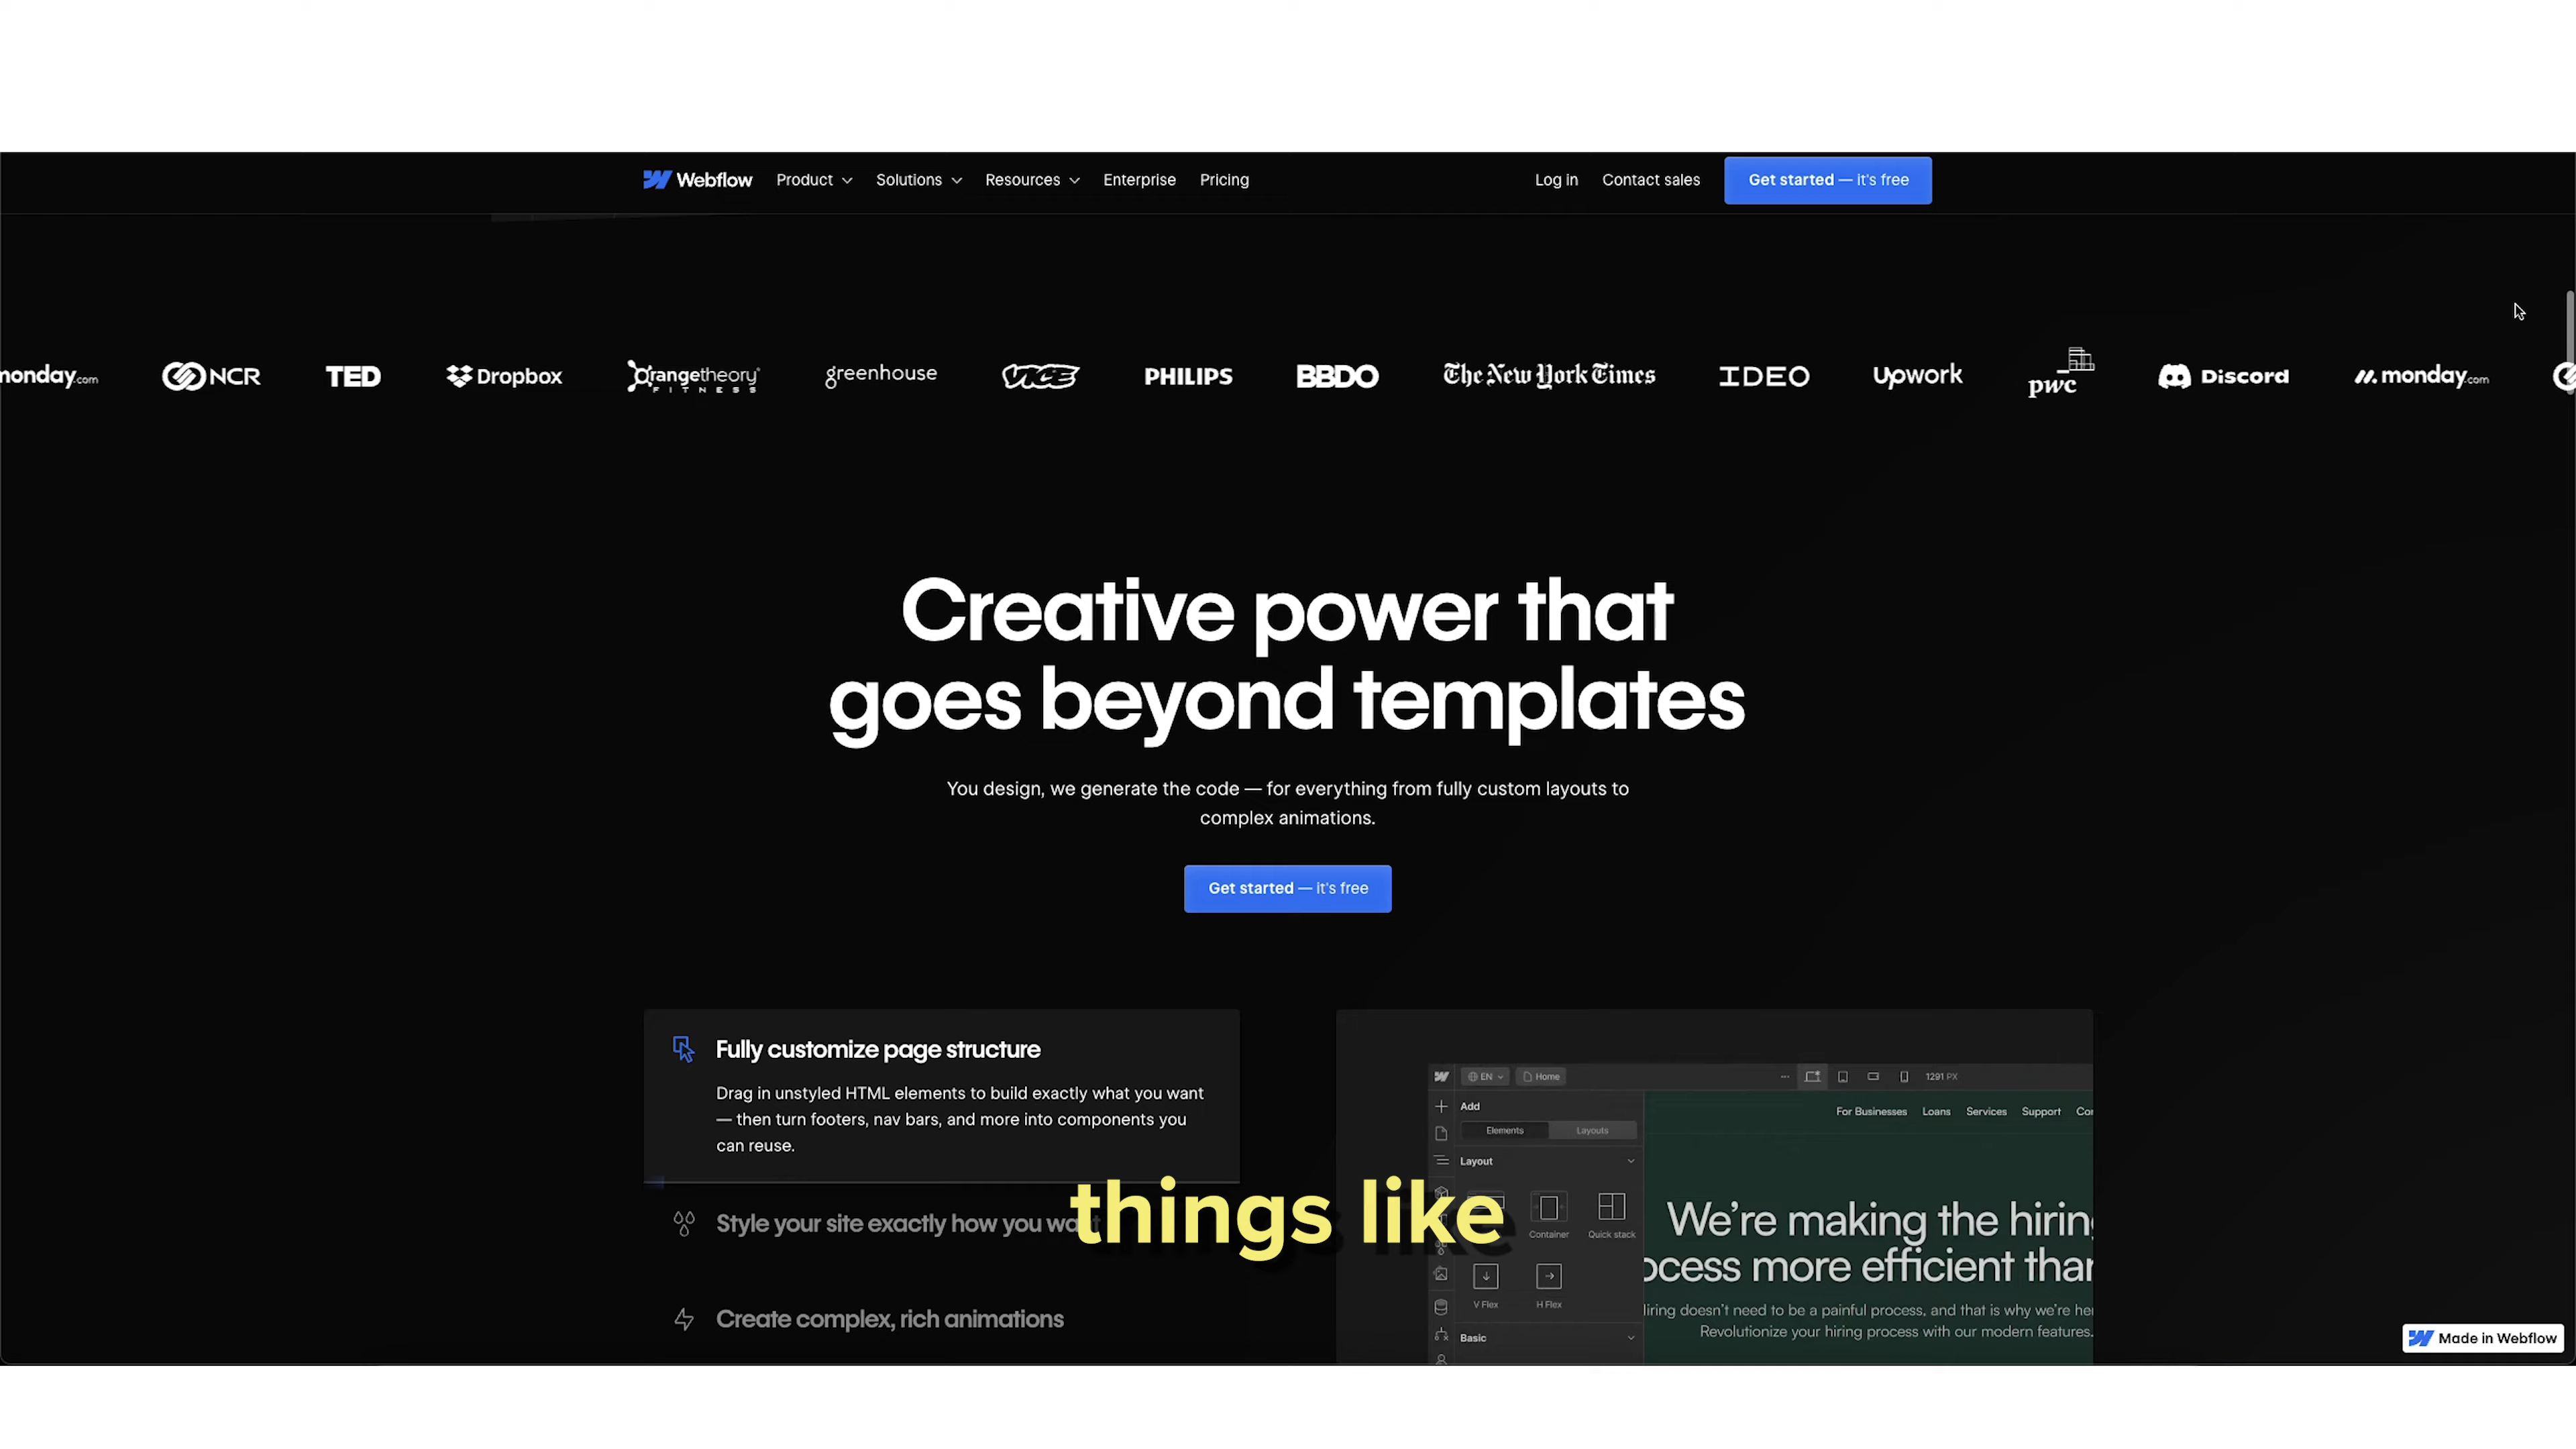 Webflow Product Solutions Resources Enterprise Pricing Log in Contact sales Get started — it's free
monday.com NCR TED Dropbox orangetheory FITNESS greenhouse VICE PHILIPS BBDO The New York Times IDEO Upwork pwc Discord monday.com
Creative power that
goes beyond templates
You design, we generate the code — for everything from fully custom layouts to
complex animations.
Get started — it's free
Fully customize page structure
Drag in unstyled HTML elements to build exactly what you want
— then turn footers, nav bars, and more into components you
can reuse.
Style your site exactly how you want
Create complex, rich animations
things like
EN Home 1291 PX
Add
Elements Layouts
Layout
Container Quick stack
V Flex H Flex
Basic
For Businesses Loans Services Support
We're making the hirin
ocess more efficient than
iring doesn't need to be a painful process, and that is why we're he
Revolutionize your hiring process with our modern features.
Made in Webflow